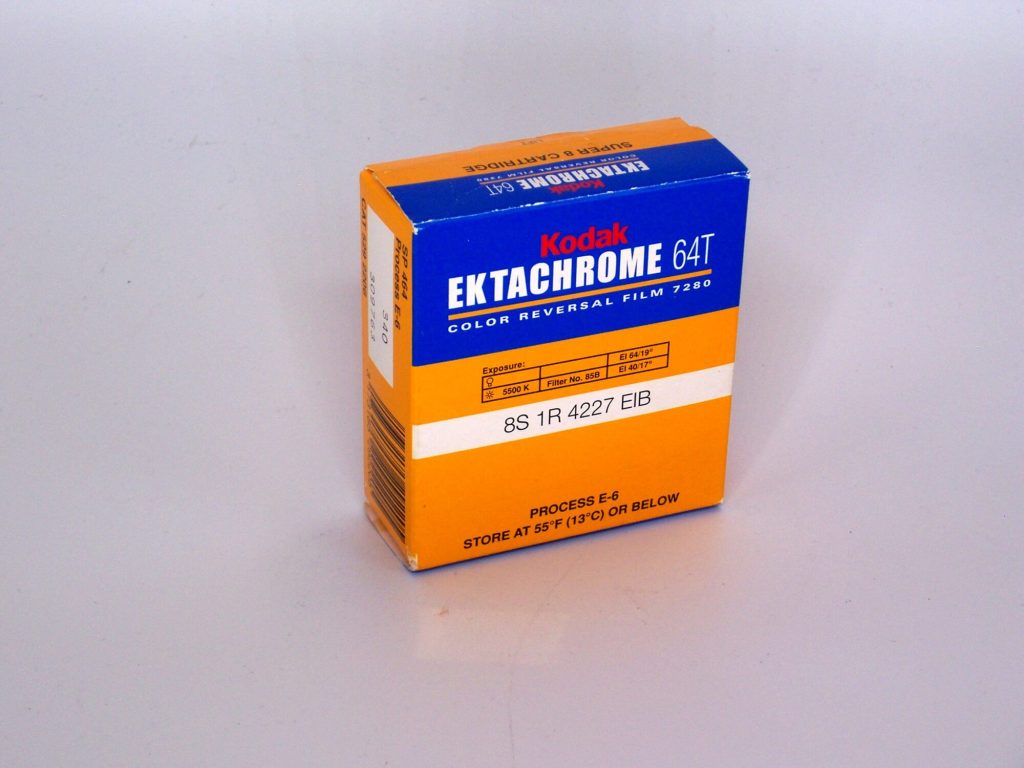 SUPER 8 CARTRIDGE
COLOR REVERSAL FILM 7280
EKTACHROME 64T
Kodak
Kodak
EKTACHROME 64T
COLOR REVERSAL FILM 7280
Exposure:
EI 64/19°
5500 K Filter No. 85B EI 40/17°
8S 1R 4227 EIB
PROCESS E-6
STORE AT 55°F (13°C) OR BELOW
SP 464
Process E-6
340
309763
CAT